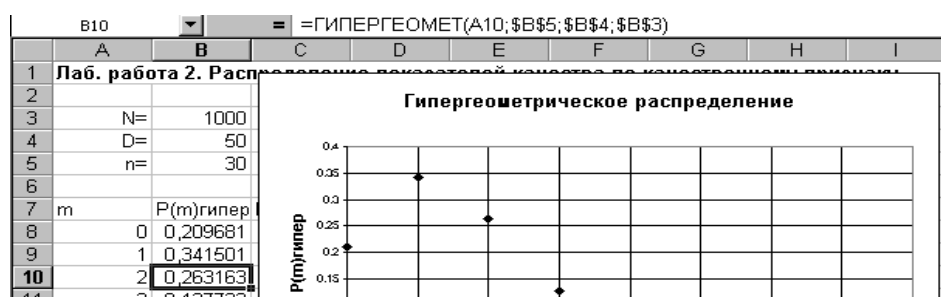 B10 = =ГИПЕРГЕОМЕТ(A10;$B$5;$B$4;$B$3)
A B C D E F G H I
1 Лаб. работа 2. Распределение показателей качества по качественному признаку
2
3 N= 1000
4 D= 50
5 n= 30
6
7 m P(m)гипер
8 0 0,209681
9 1 0,341501
10 2 0,263163
Гипергеометрическое распределение
P(m)гипер
0.4
0.35
0.3
0.25
0.2
0.15